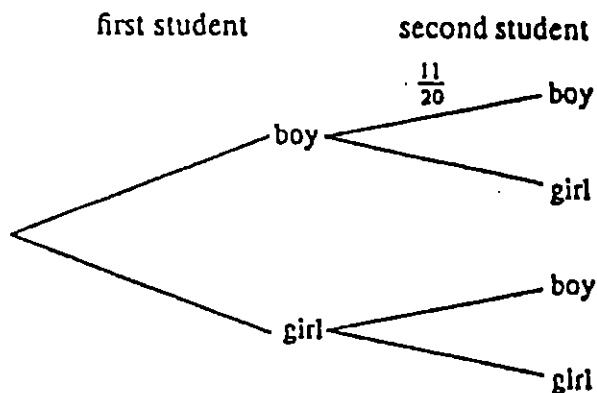 first student second student
11
20
boy
boy
girl
boy
girl
girl